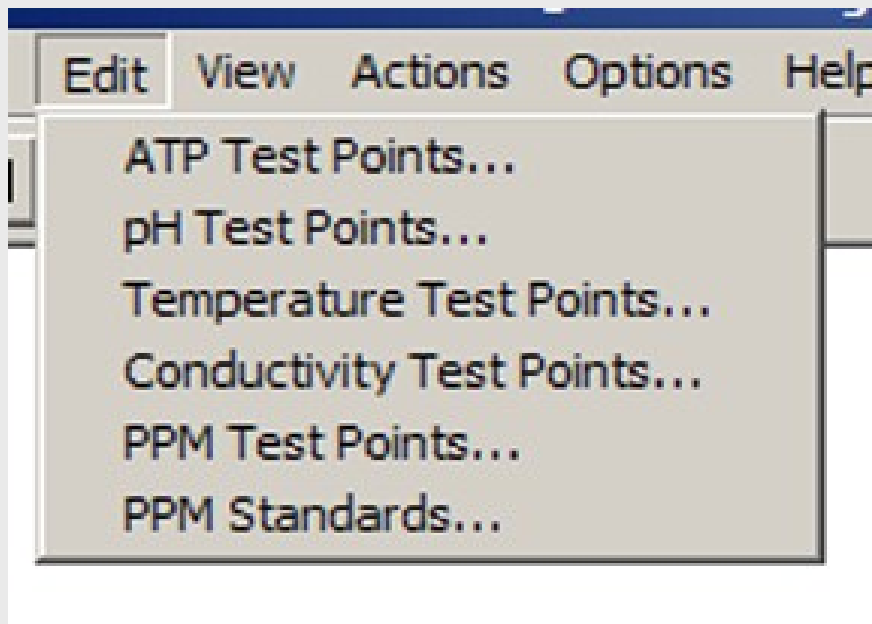 Edit View Actions Options Help
ATP Test Points...
pH Test Points...
Temperature Test Points...
Conductivity Test Points...
PPM Test Points...
PPM Standards...